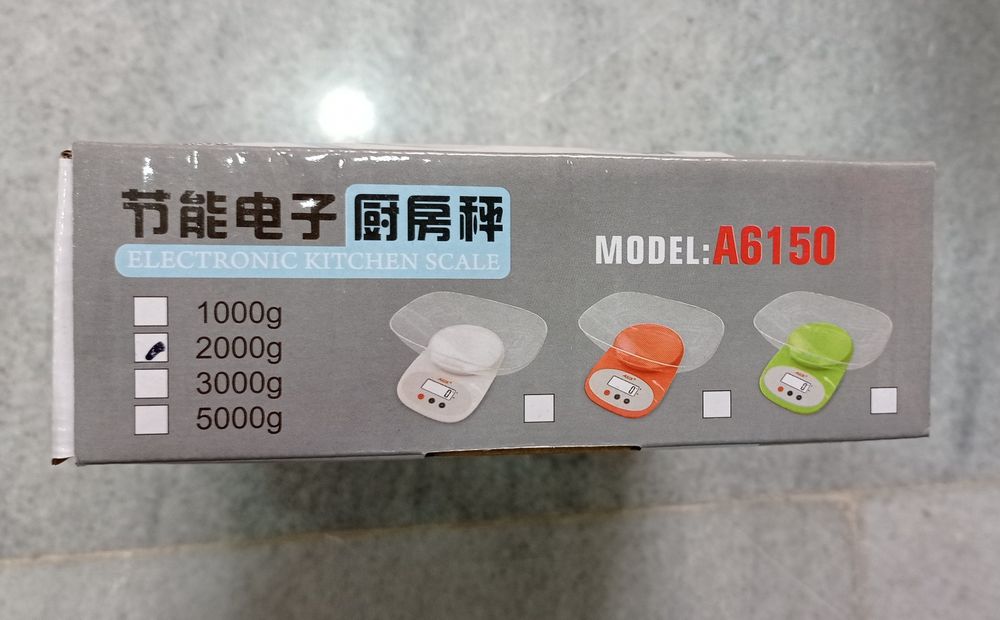 节能电子厨房秤
ELECTRONIC KITCHEN SCALE
MODEL:A6150
1000g
2000g
3000g
5000g